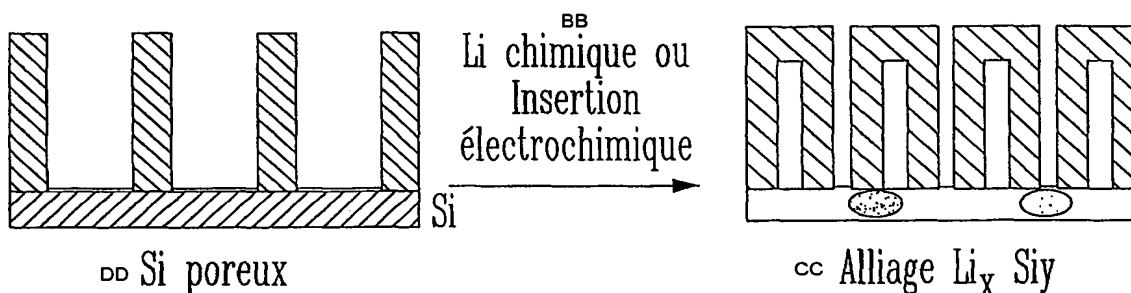 BB
Li chimique ou
Insertion
électrochimique
Si
DD Si poreux
CC Alliage Liₓ Siy